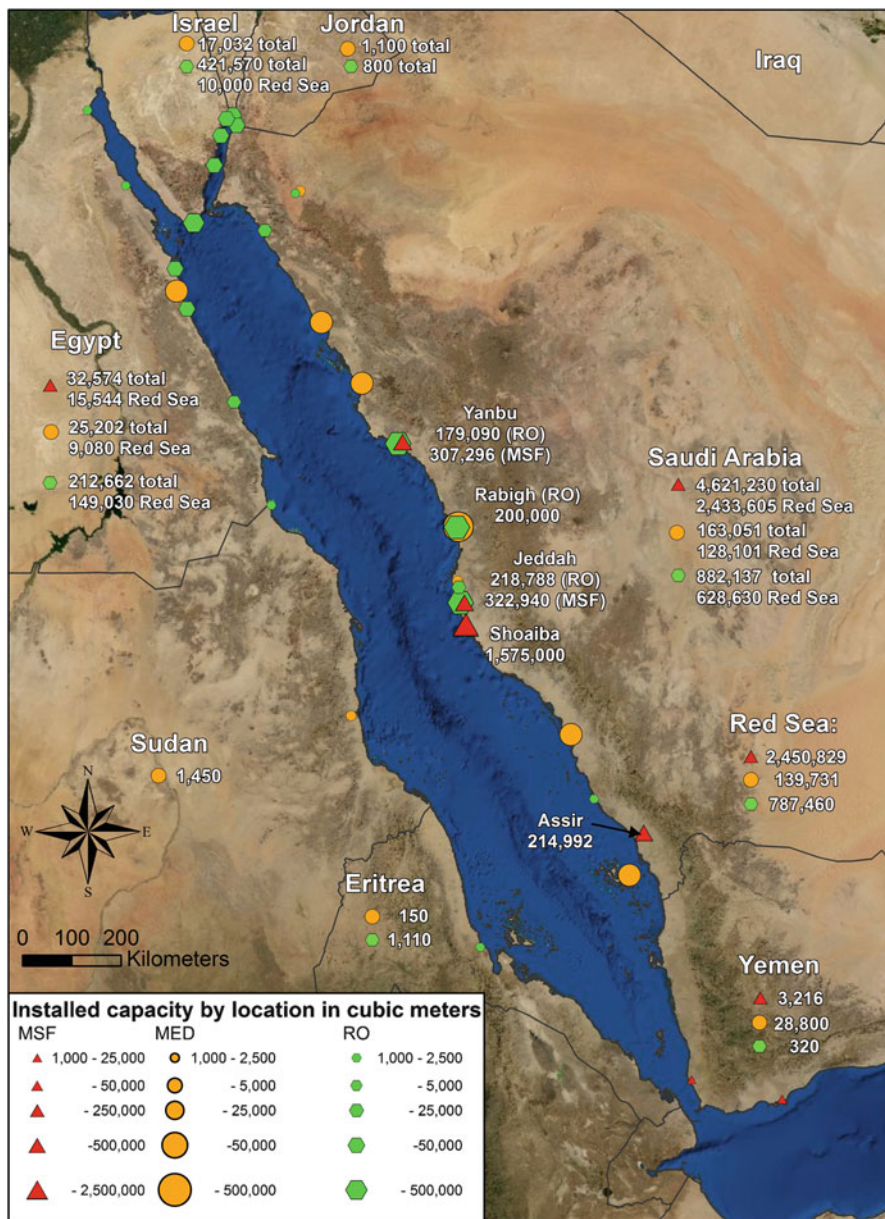 Israel
17,032 total
421,570 total
10,000 Red Sea
Jordan
1,100 total
800 total
Iraq
Egypt
32,574 total
15,544 Red Sea
25,202 total
9,080 Red Sea
212,662 total
149,030 Red Sea
Yanbu
179,090 (RO)
307,296 (MSF)
Rabigh (RO)
200,000
Jeddah
218,788 (RO)
322,940 (MSF)
Shoaiba
1,575,000
Saudi Arabia
4,621,230 total
2,433,605 Red Sea
163,051 total
128,101 Red Sea
882,137 total
628,630 Red Sea
Sudan
1,450
Red Sea:
2,450,829
139,731
787,460
N
W E
S
Assir
214,992
Eritrea
150
1,110
0 100 200
Kilometers
Yemen
3,216
28,800
320
Installed capacity by location in cubic meters
MSF MED RO
1,000 - 25,000 1,000 - 2,500 1,000 - 2,500
- 50,000 - 5,000 - 5,000
- 250,000 - 25,000 - 25,000
-500,000 -50,000 -50,000
- 2,500,000 - 500,000 - 500,000